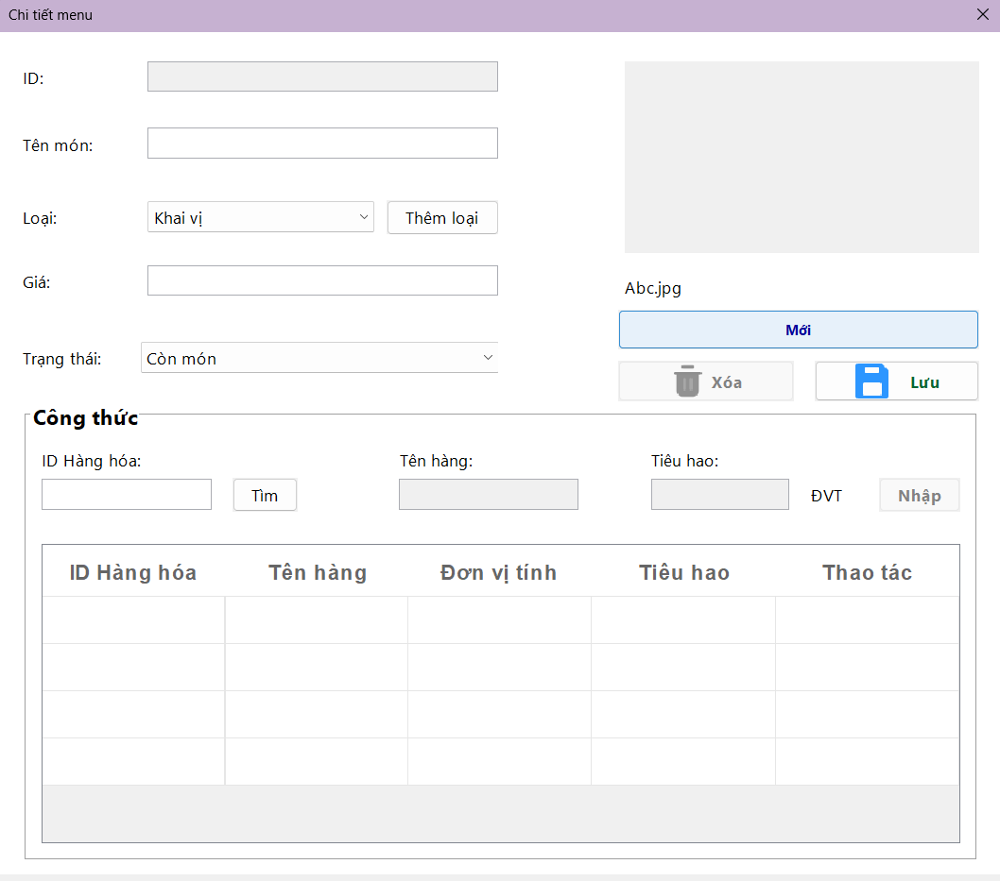 Chi tiết menu
ID:
Tên món:
Loại:
Khai vị
Thêm loại
Giá:
Trạng thái:
Còn món
Abc.jpg
Mới
Xóa
Lưu
Công thức
ID Hàng hóa:
Tìm
Tên hàng:
Tiêu hao:
ĐVT
Nhập
ID Hàng hóa Tên hàng Đơn vị tính Tiêu hao Thao tác